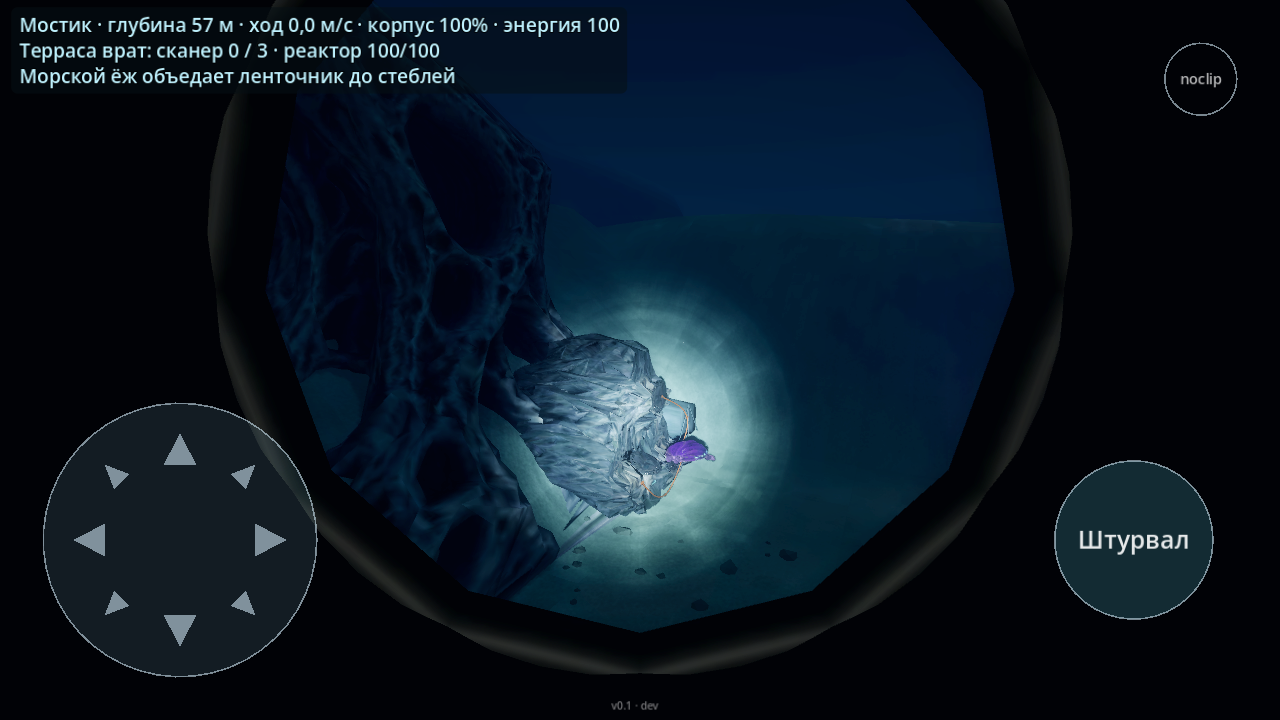 Мостик · глубина 57 м · ход 0,0 м/с · корпус 100% · энергия 100
Терраса врат: сканер 0 / 3 · реактор 100/100
Морской ёж объедает ленточник до стеблей
noclip
Штурвал
v0.1 · dev